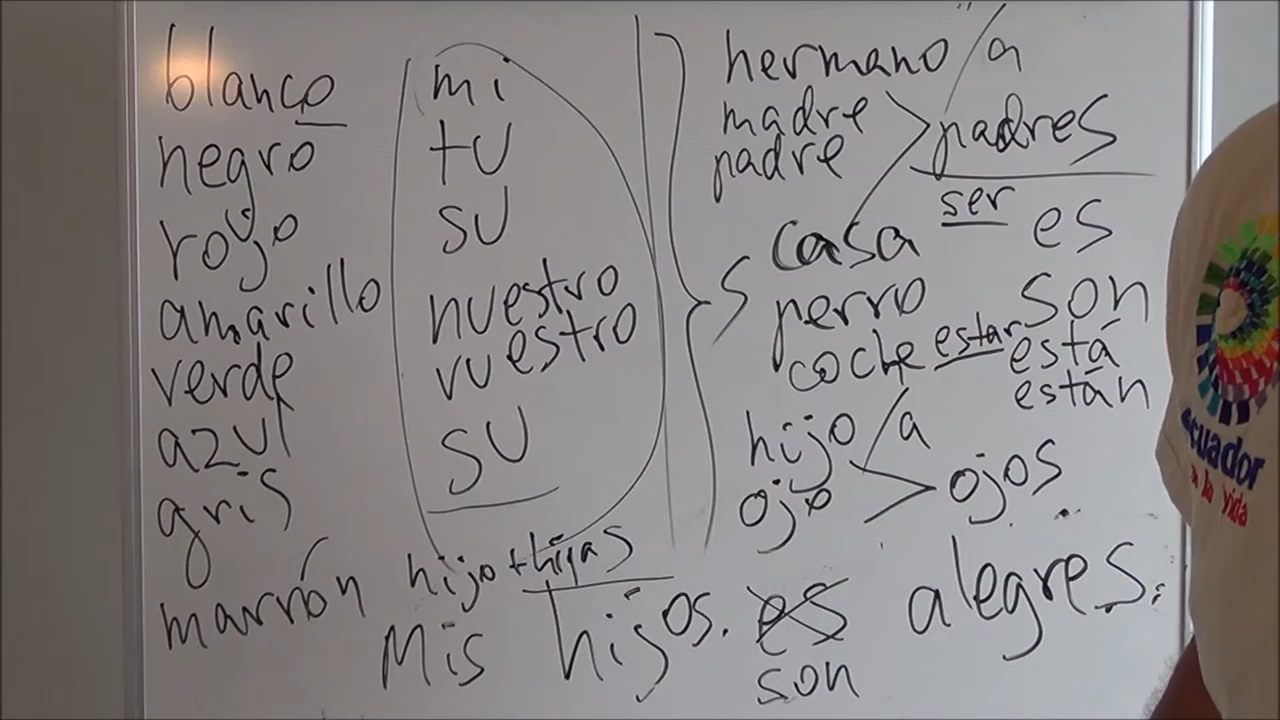 blanco
negro
rojo
amarillo
verde
azul
gris
marrón
mi
tu
su
nuestro
vuestro
su
hermano/a
madre
padre
padres
s
casa
perro
coche
ser es
son
estar está
están
hijo/a
ojo
ojos
hijo + hijas
Mis hijos. es alegres.
son
ecuador
la vida